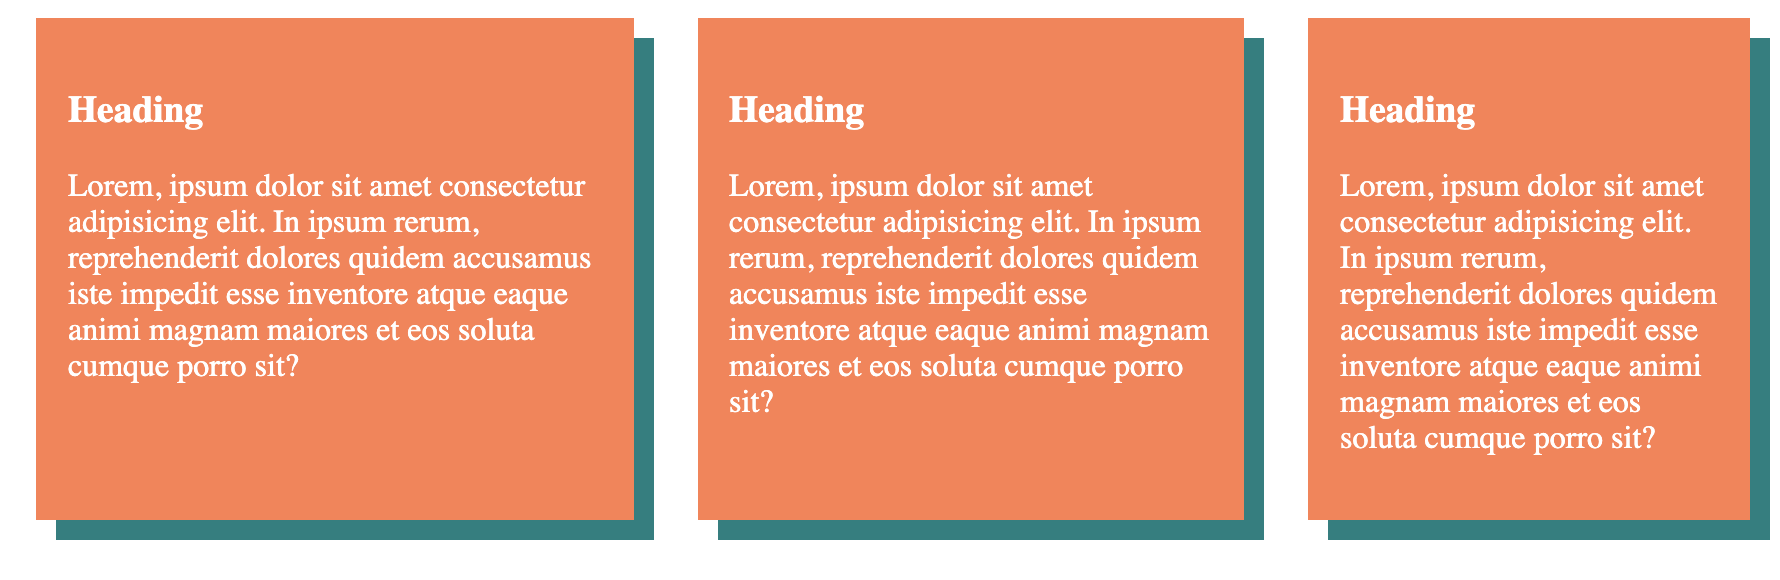 Heading
Lorem, ipsum dolor sit amet consectetur
adipisicing elit. In ipsum rerum,
reprehenderit dolores quidem accusamus
iste impedit esse inventore atque eaque
animi magnam maiores et eos soluta
cumque porro sit?
Heading
Lorem, ipsum dolor sit amet
consectetur adipisicing elit. In ipsum
rerum, reprehenderit dolores quidem
accusamus iste impedit esse
inventore atque eaque animi magnam
maiores et eos soluta cumque porro
sit?
Heading
Lorem, ipsum dolor sit amet
consectetur adipisicing elit.
In ipsum rerum,
reprehenderit dolores quidem
accusamus iste impedit esse
inventore atque eaque animi
magnam maiores et eos
soluta cumque porro sit?